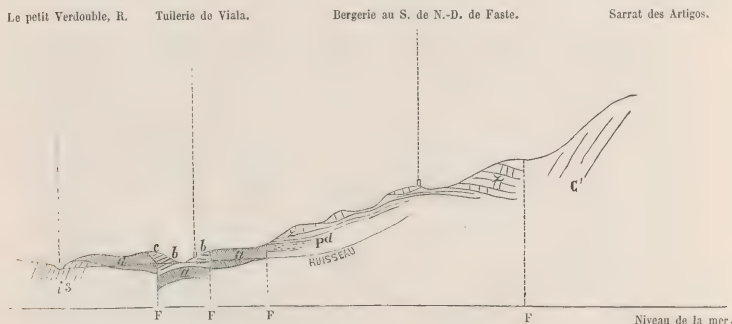 Le petit Verdouble, R. Tuilerie de Viala. Bergerie au S. de N.-D. de Faste. Sarrat des Artigos.
C'
c b b
a a
pd
a
RUISSEAU
i s
F F F F
Niveau de la mer.